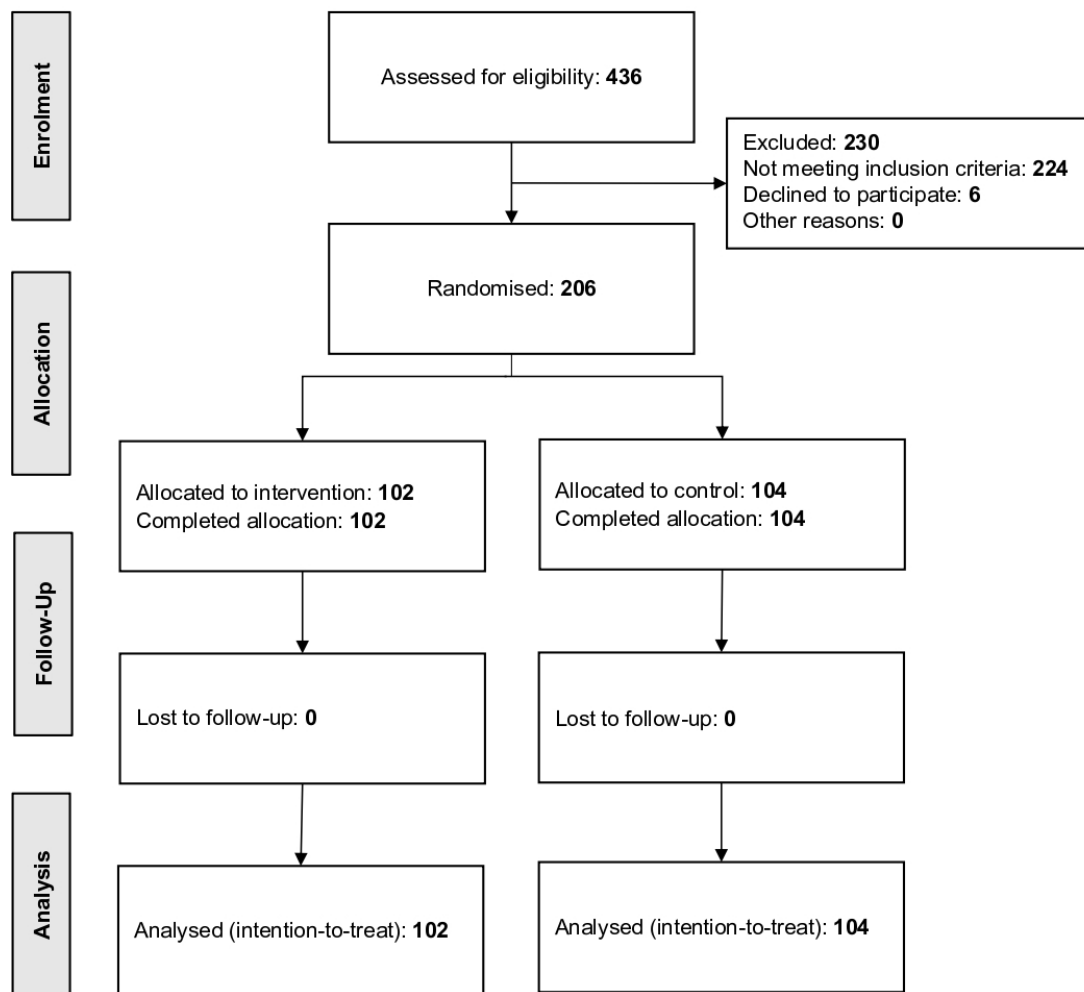 Enrolment
Assessed for eligibility: 436
Excluded: 230
Not meeting inclusion criteria: 224
Declined to participate: 6
Other reasons: 0
Allocation
Randomised: 206
Allocated to intervention: 102
Completed allocation: 102
Allocated to control: 104
Completed allocation: 104
Follow-Up
Lost to follow-up: 0
Lost to follow-up: 0
Analysis
Analysed (intention-to-treat): 102
Analysed (intention-to-treat): 104